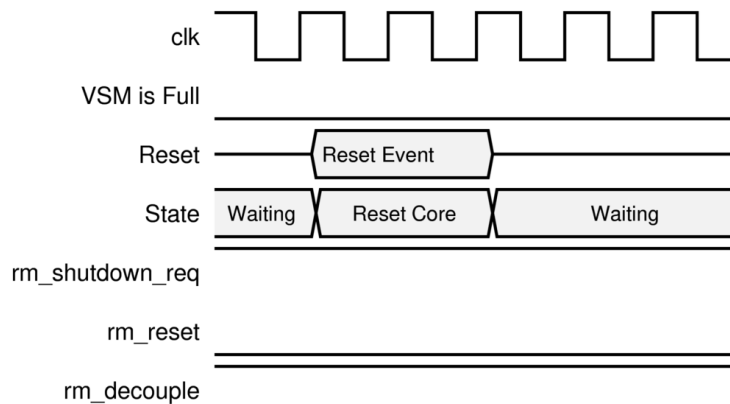 clk
VSM is Full
Reset Reset Event
State Waiting Reset Core Waiting
rm_shutdown_req
rm_reset
rm_decouple